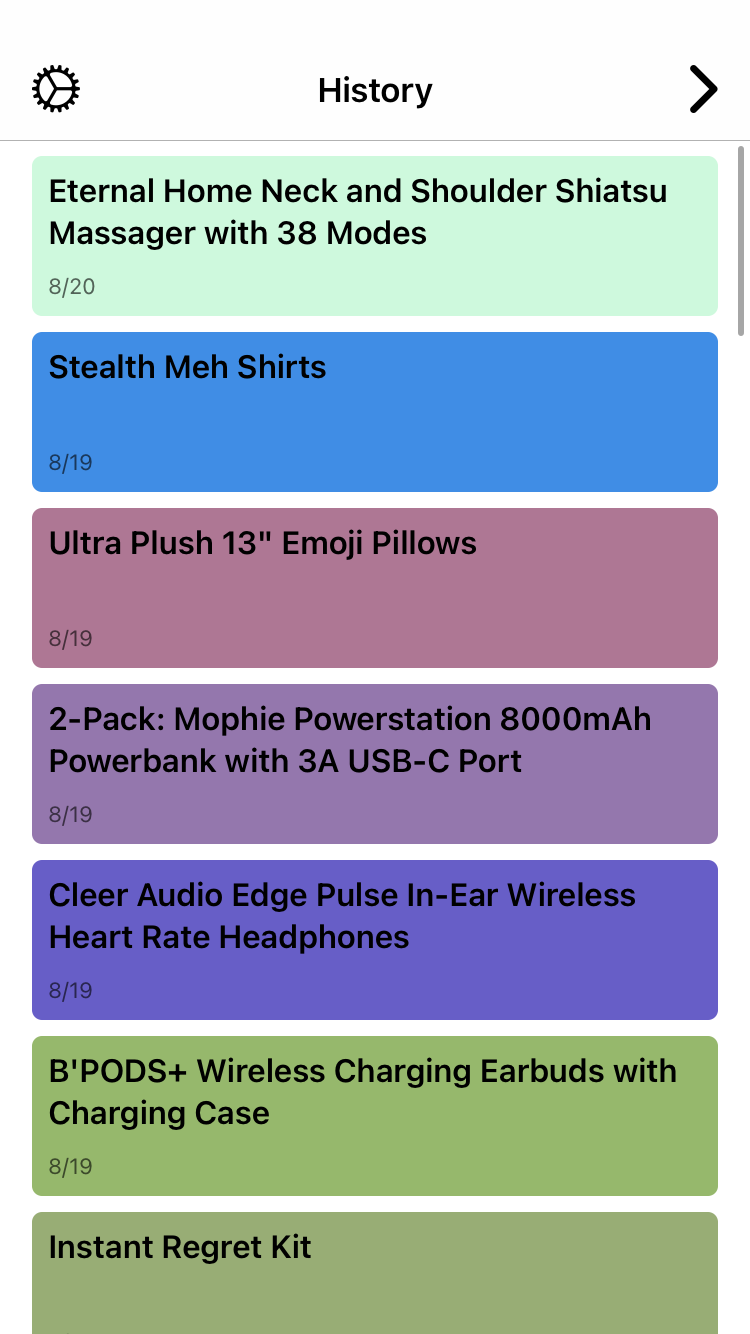 History
Eternal Home Neck and Shoulder Shiatsu
Massager with 38 Modes
8/20
Stealth Meh Shirts
8/19
Ultra Plush 13" Emoji Pillows
8/19
2-Pack: Mophie Powerstation 8000mAh
Powerbank with 3A USB-C Port
8/19
Cleer Audio Edge Pulse In-Ear Wireless
Heart Rate Headphones
8/19
B'PODS+ Wireless Charging Earbuds with
Charging Case
8/19
Instant Regret Kit